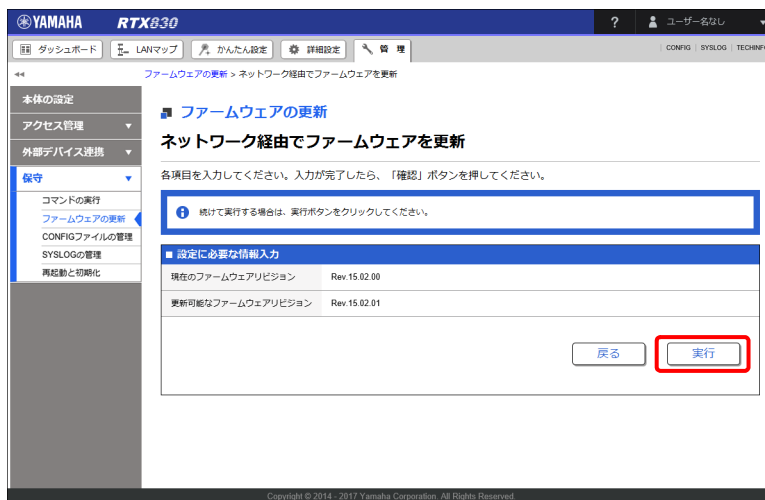 YAMAHA RTX830 ? ユーザー名なし
ダッシュボード LANマップ かんたん設定 詳細設定 管 理 CONFIG | SYSLOG | TECHINF
ファームウェアの更新 > ネットワーク経由でファームウェアを更新
本体の設定
アクセス管理
外部デバイス連携
保守
コマンドの実行
ファームウェアの更新
CONFIGファイルの管理
SYSLOGの管理
再起動と初期化
ファームウェアの更新
ネットワーク経由でファームウェアを更新
各項目を入力してください。入力が完了したら、「確認」ボタンを押してください。
続けて実行する場合は、実行ボタンをクリックしてください。
■ 設定に必要な情報入力
現在のファームウェアリビジョン Rev.15.02.00
更新可能なファームウェアリビジョン Rev.15.02.01
戻る 実行
Copyright © 2014 - 2017 Yamaha Corporation. All Rights Reserved.